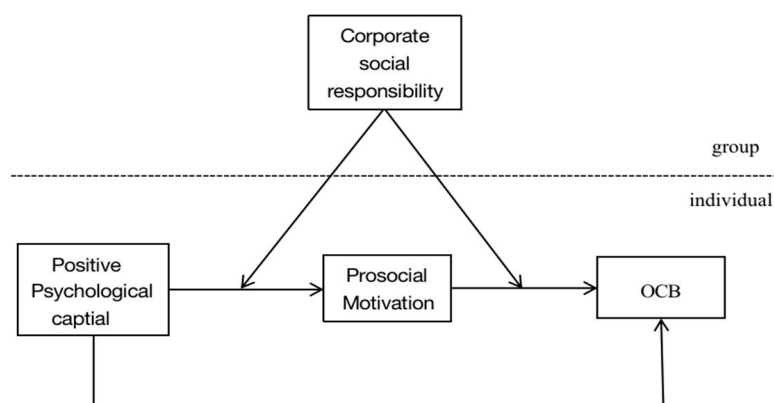 Corporate
social
responsibility
group
individual
Positive
Psychological
captial
Prosocial
Motivation
OCB